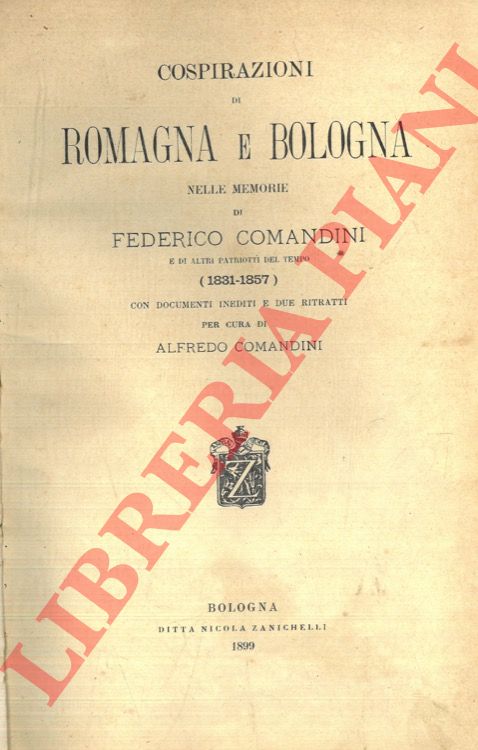 COSPIRAZIONI
DI
ROMAGNA E BOLOGNA
NELLE MEMORIE
DI
FEDERICO COMANDINI
E DI ALTRI PATRIOTTI DEL TEMPO
(1831-1857)
CON DOCUMENTI INEDITI E DUE RITRATTI
PER CURA DI
ALFREDO COMANDINI
Z
BOLOGNA
DITTA NICOLA ZANICHELLI
1899
LIBRERIA PIANI